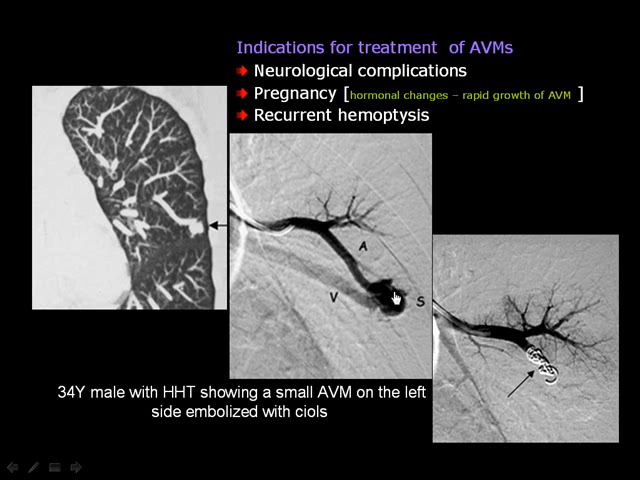 Indications for treatment of AVMs
Neurological complications
Pregnancy [hormonal changes – rapid growth of AVM ]
Recurrent hemoptysis
A
V
S
34Y male with HHT showing a small AVM on the left
side embolized with ciols